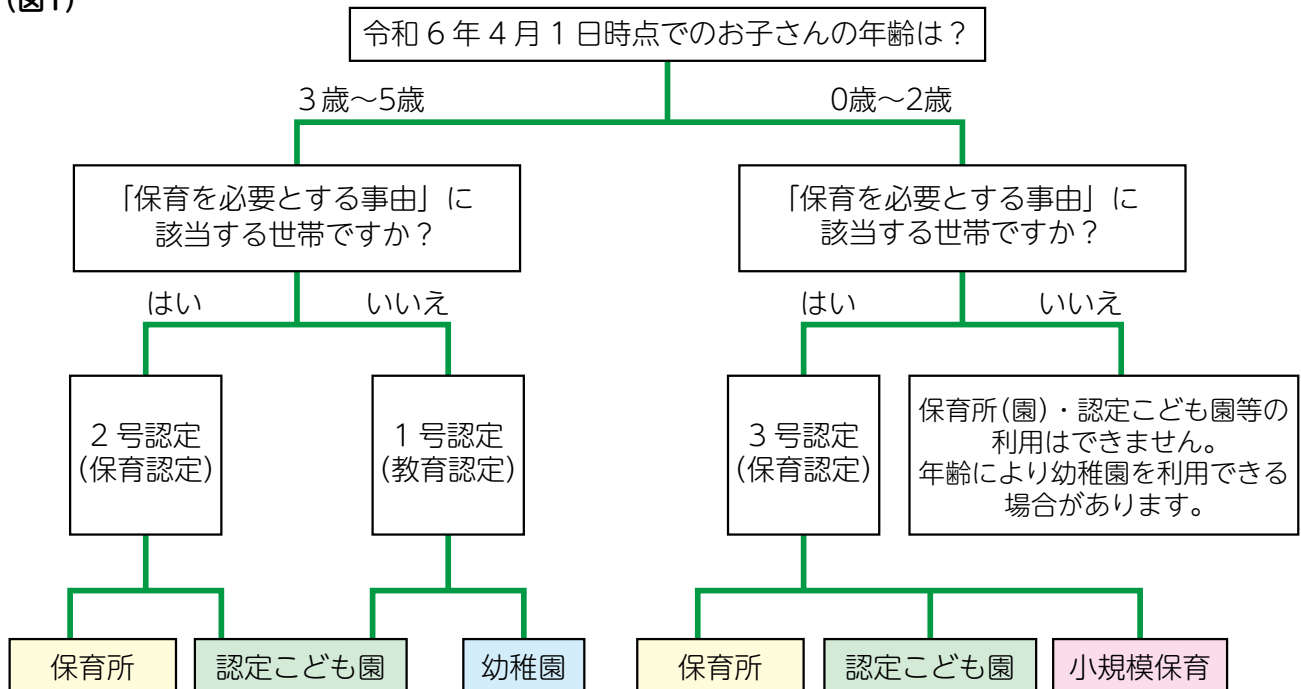 (図1)
令和6年4月1日時点でのお子さんの年齢は？
3歳～5歳
0歳～2歳
「保育を必要とする事由」に
該当する世帯ですか？
「保育を必要とする事由」に
該当する世帯ですか？
はい
いいえ
はい
いいえ
2号認定
(保育認定)
1号認定
(教育認定)
3号認定
(保育認定)
保育所(園)・認定こども園等の
利用はできません。
年齢により幼稚園を利用できる
場合があります。
保育所
認定こども園
幼稚園
保育所
認定こども園
小規模保育